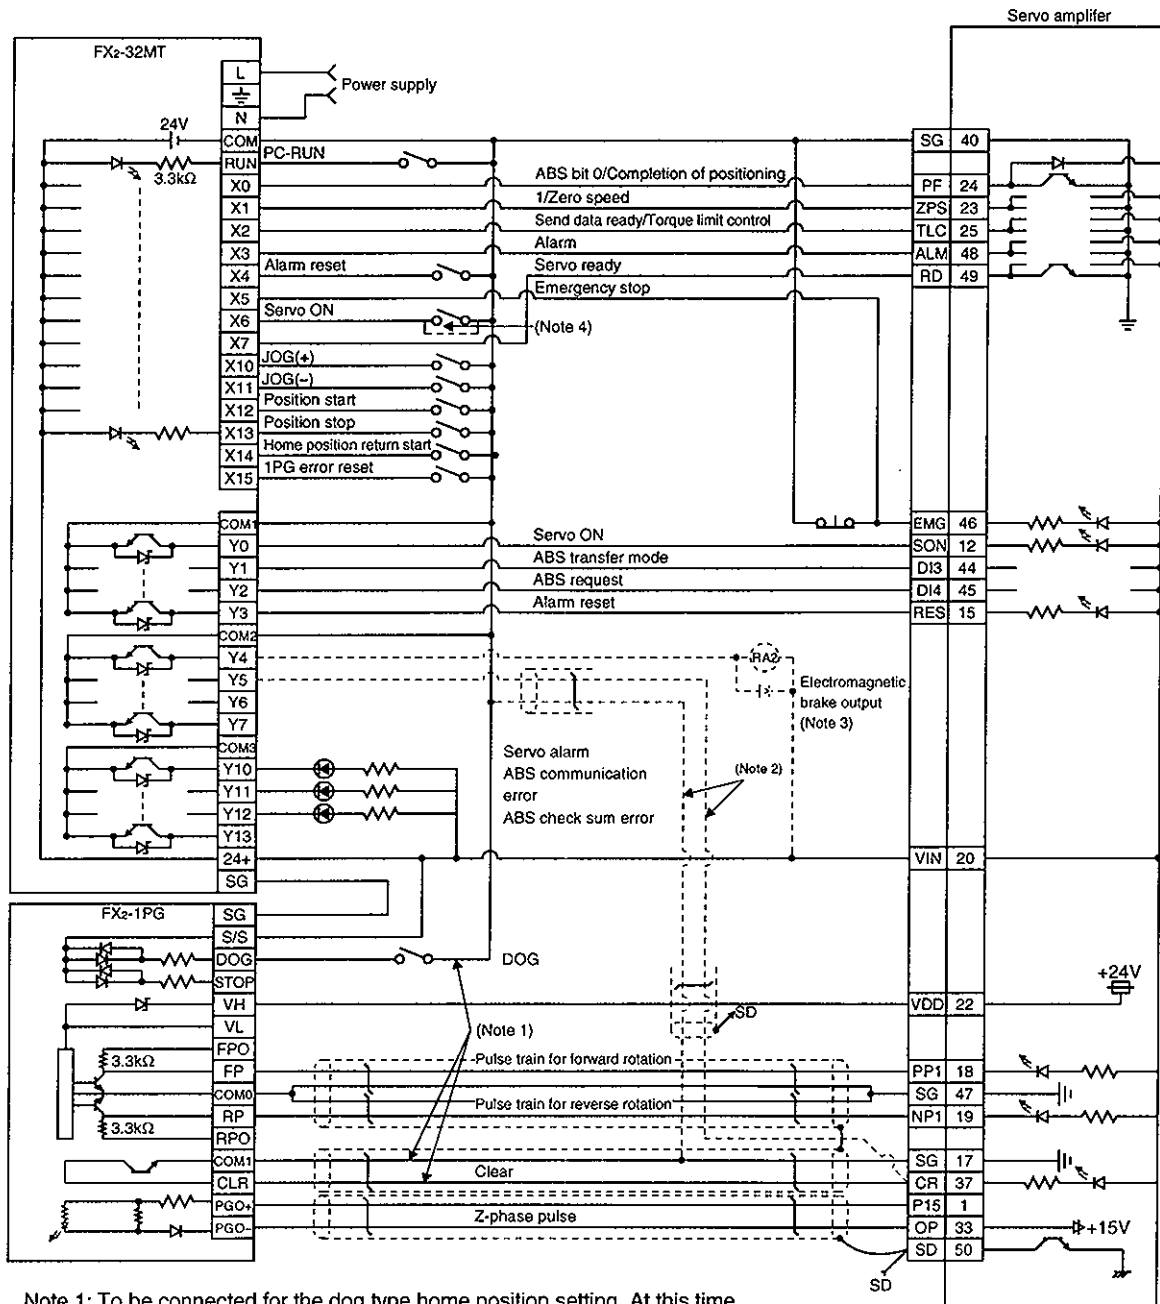 Servo amplifer
FX2-32MT
L
Power supply
N
24V
COM
SG 40
RUN
PC-RUN
3.3kΩ
X0
ABS bit 0/Completion of positioning
PF 24
X1
1/Zero speed
ZPS 23
X2
Send data ready/Torque limit control
TLC 25
X3
Alarm
ALM 48
X4
Alarm reset
Servo ready
RD 49
X5
Emergency stop
X6
Servo ON
(Note 4)
X7
X10
JOG(+)
X11
JOG(−)
X12
Position start
X13
Position stop
X14
Home position return start
X15
1PG error reset
COM1
EMG 46
Y0
Servo ON
SON 12
Y1
ABS transfer mode
DI3 44
Y2
ABS request
DI4 45
Y3
Alarm reset
RES 15
COM2
Y4
RA2
Y5
Electromagnetic
brake output
(Note 3)
Y6
Y7
COM3
Servo alarm
ABS communication
error
ABS check sum error
(Note 2)
Y10
Y11
Y12
Y13
24+
VIN 20
SG
FX2-1PG
SG
S/S
DOG
DOG
STOP
+24V
VH
VDD 22
SD
VL
(Note 1)
FPO
3.3kΩ
FP
Pulse train for forward rotation
PP1 18
COM0
SG 47
RP
Pulse train for reverse rotation
NP1 19
3.3kΩ
RPO
COM1
SG 17
CLR
Clear
CR 37
PGO+
P15 1
PGO−
Z-phase pulse
OP 33
+15V
SD 50
SD
Note 1: To be connected for the dog type home position setting. At this time